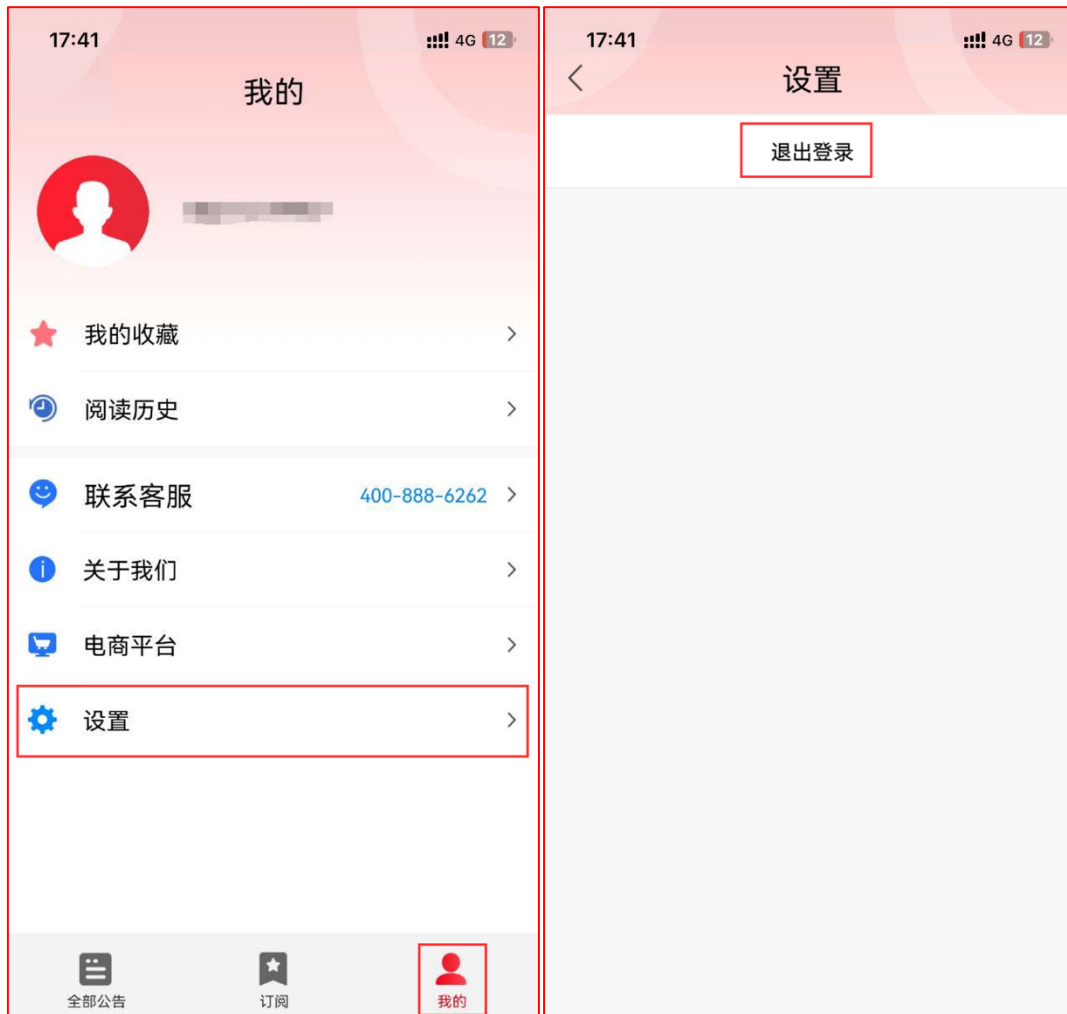 17:41
4G 12
我的
我的收藏
阅读历史
联系客服 400-888-6262
关于我们
电商平台
设置
全部公告 订阅 我的
17:41
4G 12
设置
退出登录